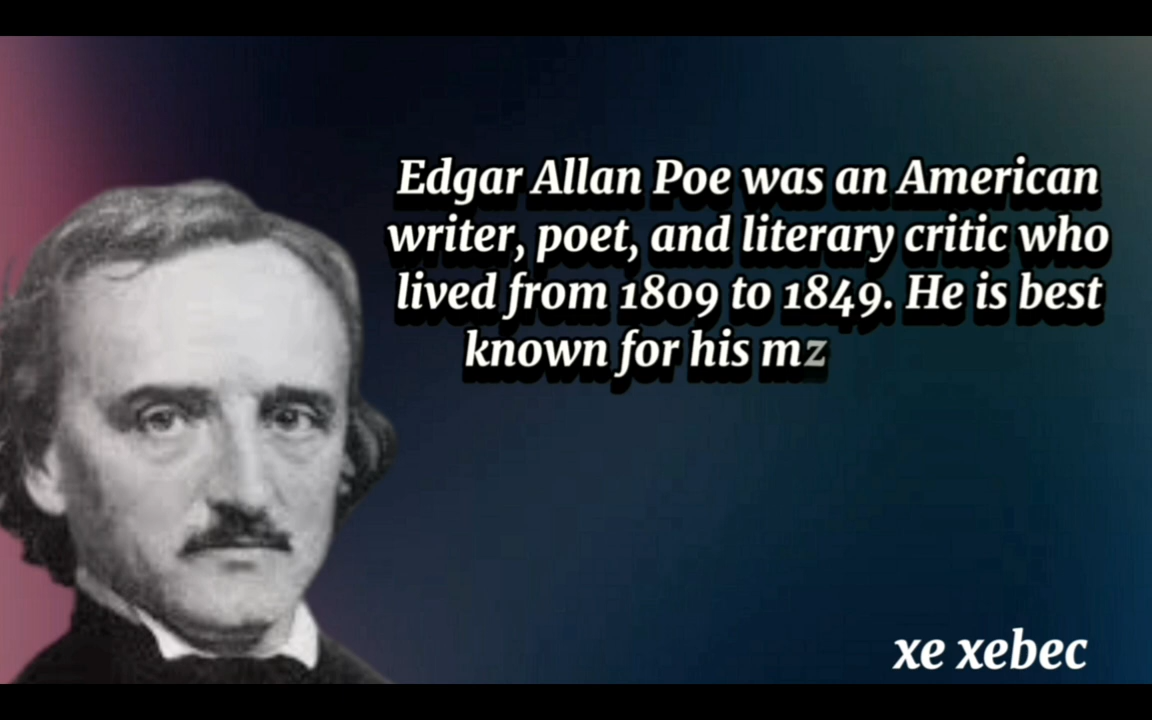 Edgar Allan Poe was an American
writer, poet, and literary critic who
lived from 1809 to 1849. He is best
known for his mz
xe xebec